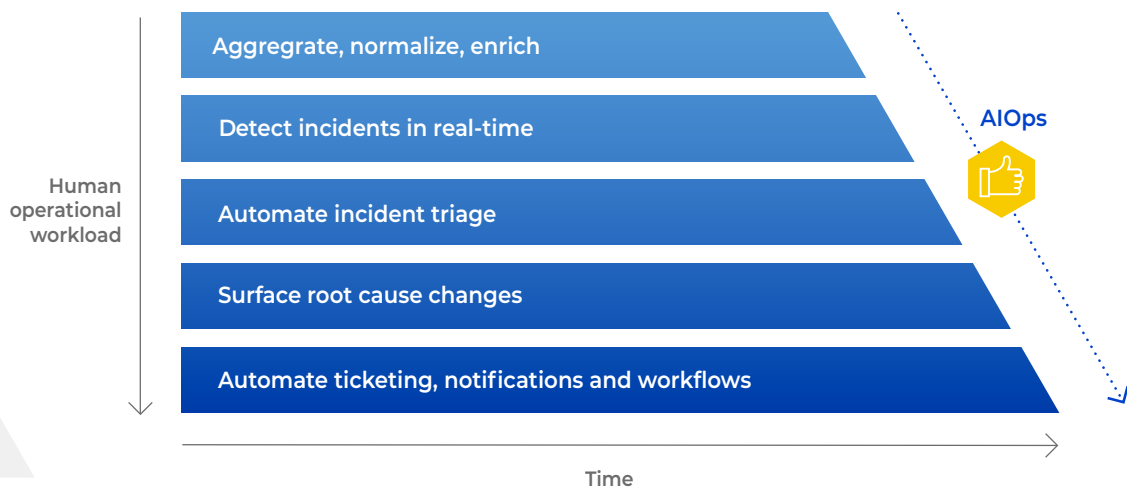 Aggregrate, normalize, enrich
Detect incidents in real-time
AIOps
Human
operational
workload
Automate incident triage
Surface root cause changes
Automate ticketing, notifications and workflows
Time